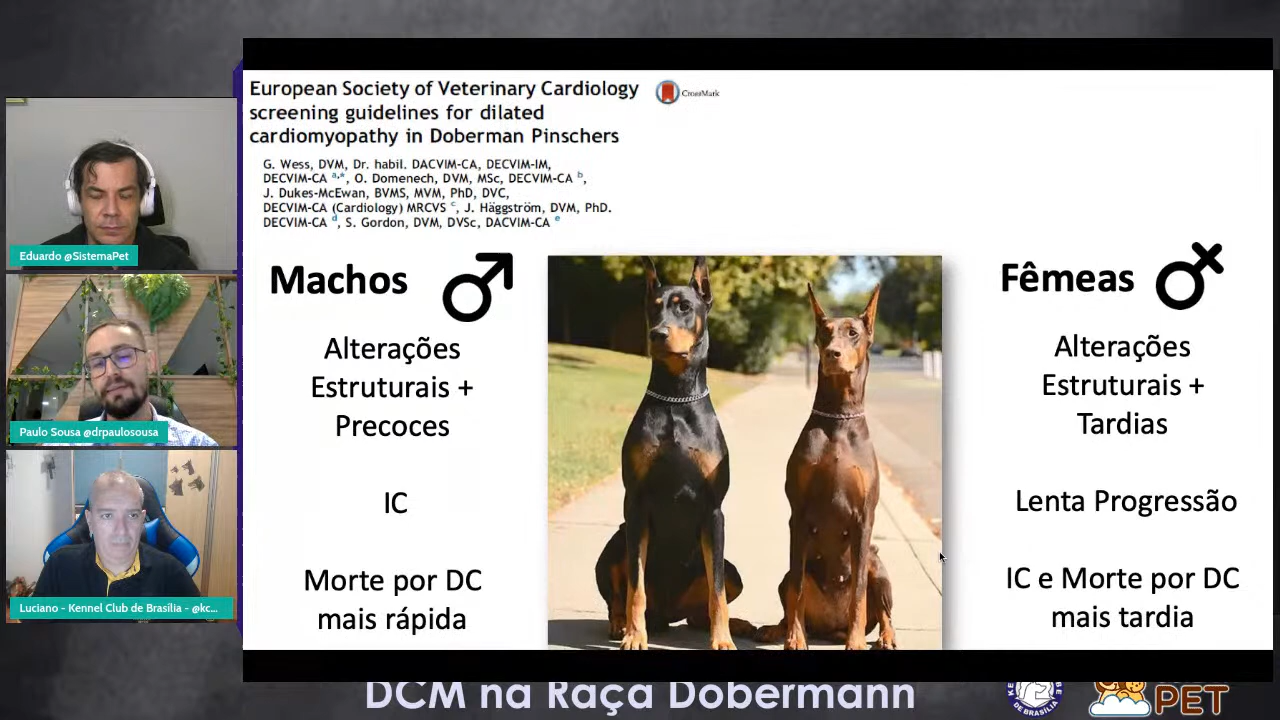 European Society of Veterinary Cardiology
screening guidelines for dilated
cardiomyopathy in Doberman Pinschers
CrossMark
G. Wess, DVM, Dr. habil. DACVIM-CA, DECVIM-IM,
DECVIM-CA a,*, O. Domenech, DVM, MSc, DECVIM-CA b,
J. Dukes-McEwan, BVMS, MVM, PhD, DVC,
DECVIM-CA (Cardiology) MRCVS c, J. Häggström, DVM, PhD.
DECVIM-CA d, S. Gordon, DVM, DVSc, DACVIM-CA e
Machos
Alterações
Estruturais +
Precoces
IC
Morte por DC
mais rápida
Fêmeas
Alterações
Estruturais +
Tardias
Lenta Progressão
IC e Morte por DC
mais tardia
Eduardo @SistemaPet
Paulo Sousa @drpaulosousa
Luciano - Kennel Club de Brasília - @kc...
DCM na Raça Dobermann
DE BRASÍLIA
PET